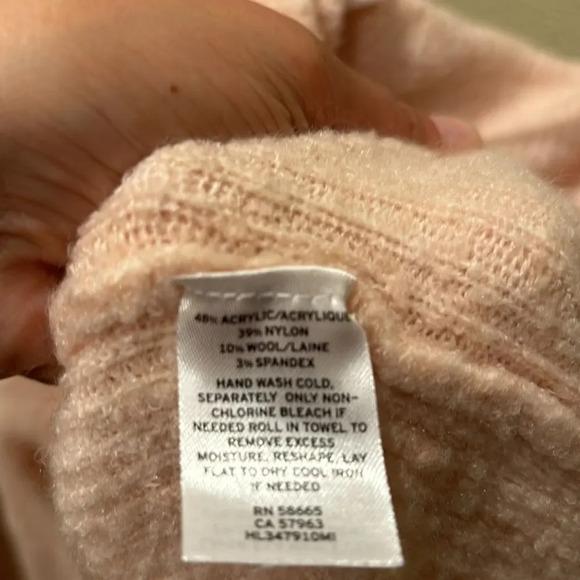 48% ACRYLIC/ACRYLIQUE
39% NYLON
10% WOOL/LAINE
3% SPANDEX
HAND WASH COLD,
SEPARATELY ONLY NON-
CHLORINE BLEACH IF
NEEDED ROLL IN TOWEL TO
REMOVE EXCESS
MOISTURE, RESHAPE, LAY
FLAT TO DRY COOL IRON
IF NEEDED
RN 58665
CA 57963
HL347910MI